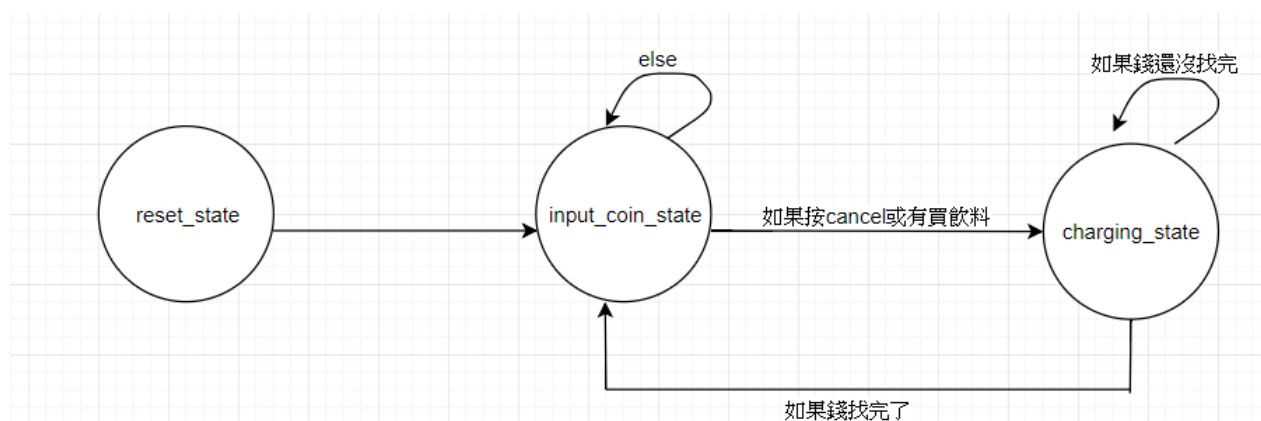 else
如果錢還沒找完
reset_state
input_coin_state
如果按cancel或有買飲料
charging_state
如果錢找完了